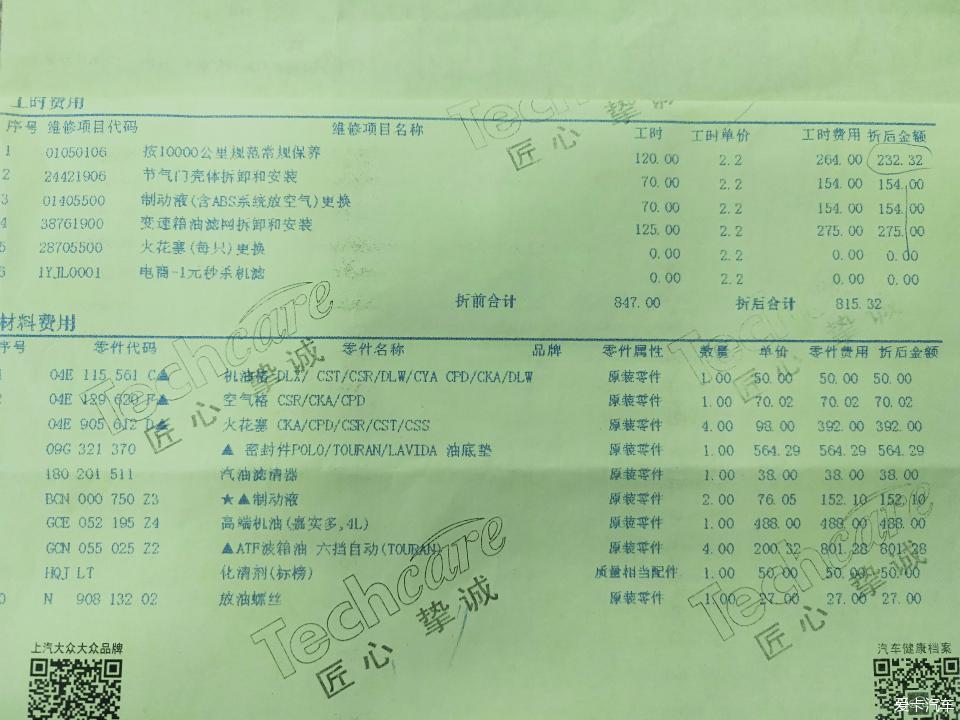 工时费用
序号 维修项目代码 维修项目名称 工时 工时单价 工时费用 折后金额
1 01050106 按10000公里规范常规保养 120.00 2.2 264.00 232.32
2 24421906 节气门壳体拆卸和安装 70.00 2.2 154.00 154.00
3 01405500 制动液(含ABS系统放空气)更换 70.00 2.2 154.00 154.00
4 38761900 变速箱油滤网拆卸和安装 125.00 2.2 275.00 275.00
5 28705500 火花塞(每只)更换 0.00 2.2 0.00 0.00
6 1YJL0001 电商-1元秒杀机滤 0.00 2.2 0.00 0.00
折前合计 847.00 折后合计 815.32
材料费用
序号 零件代码 零件名称 品牌 零件属性 数量 单价 零件费用 折后金额
04E 115 561 C▲ 机油格 DLX/ CST/CSR/DLW/CYA CPD/CKA/DLW 原装零件 1.00 50.00 50.00 50.00
04E 129 620 F▲ 空气格 CSR/CKA/CPD 原装零件 1.00 70.02 70.02 70.02
04E 905 612 D▲ 火花塞 CKA/CPD/CSR/CST/CSS 原装零件 4.00 98.00 392.00 392.00
09G 321 370 ▲ 密封件POLO/TOURAN/LAVIDA 油底垫 原装零件 1.00 564.29 564.29 564.29
180 201 511 汽油滤清器 原装零件 1.00 38.00 38.00 38.00
BCN 000 750 Z3 ★▲制动液 原装零件 2.00 76.05 152.10 152.10
GCE 052 195 Z4 高端机油(嘉实多,4L) 原装零件 1.00 488.00 488.00 488.00
GCN 055 025 Z2 ▲ATF波箱油 六挡自动(TOURAN) 原装零件 4.00 200.32 801.28 801.28
HQJ LT 化清剂(标榜) 质量相当配件 1.00 50.00 50.00 50.00
0 N 908 132 02 放油螺丝 原装零件 1.00 27.00 27.00 27.00
Techcare
匠心挚诚
Techcare
匠心挚诚
Techcare
匠心挚诚
Techcare
匠心挚诚
Techcare
匠心挚诚
上汽大众大众品牌
汽车健康档案
爱卡汽车